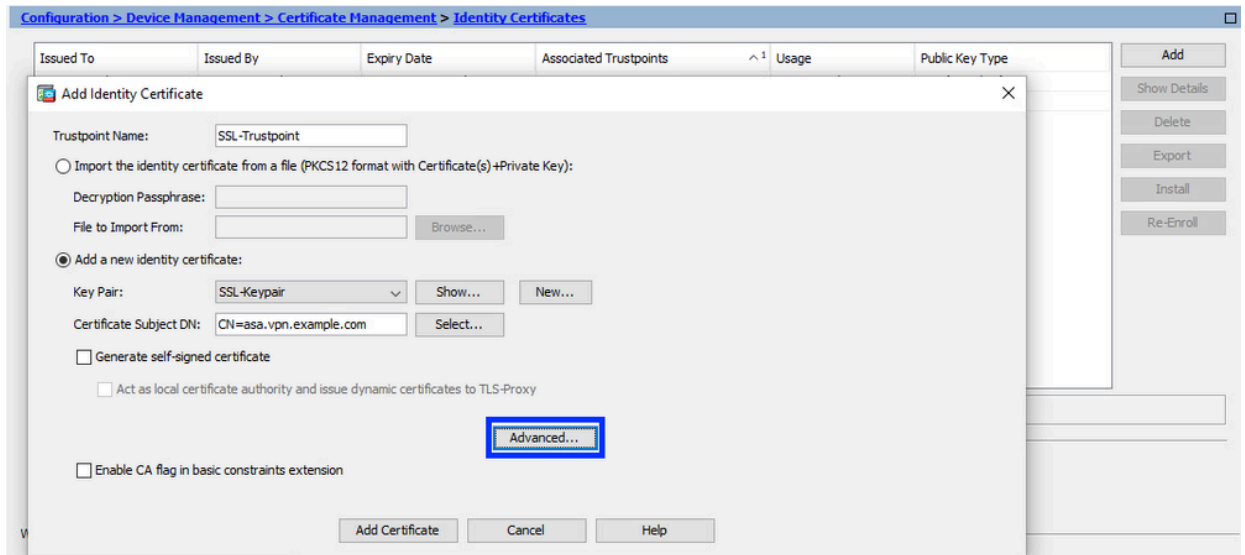 Configuration > Device Management > Certificate Management > Identity Certificates
Issued To Issued By Expiry Date Associated Trustpoints 1 Usage Public Key Type
Add
Show Details
Delete
Export
Install
Re-Enroll
Add Identity Certificate
Trustpoint Name: SSL-Trustpoint
Import the identity certificate from a file (PKCS12 format with Certificate(s)+Private Key):
Decryption Passphrase:
File to Import From: Browse...
Add a new identity certificate:
Key Pair: SSL-Keypair Show... New...
Certificate Subject DN: CN=asa.vpn.example.com Select...
Generate self-signed certificate
Act as local certificate authority and issue dynamic certificates to TLS-Proxy
Advanced...
Enable CA flag in basic constraints extension
Add Certificate Cancel Help